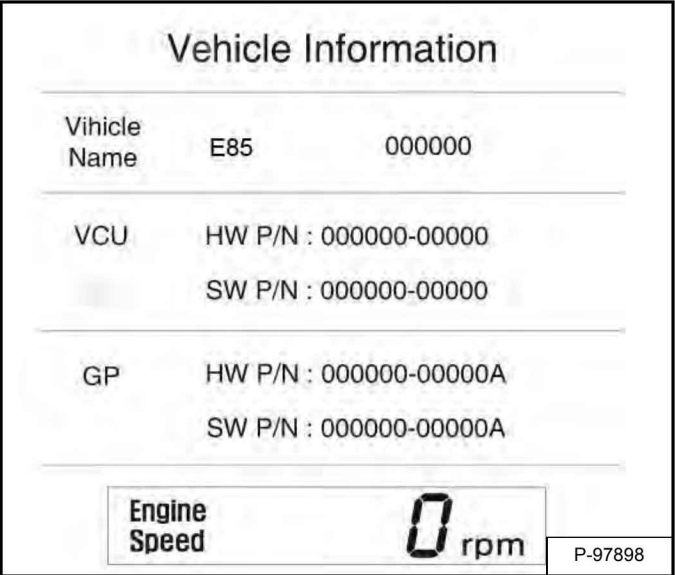 Vehicle Information
Vihicle
Name
E85 000000
VCU HW P/N : 000000-00000
SW P/N : 000000-00000
GP HW P/N : 000000-00000A
SW P/N : 000000-00000A
Engine
Speed
0 rpm
P-97898